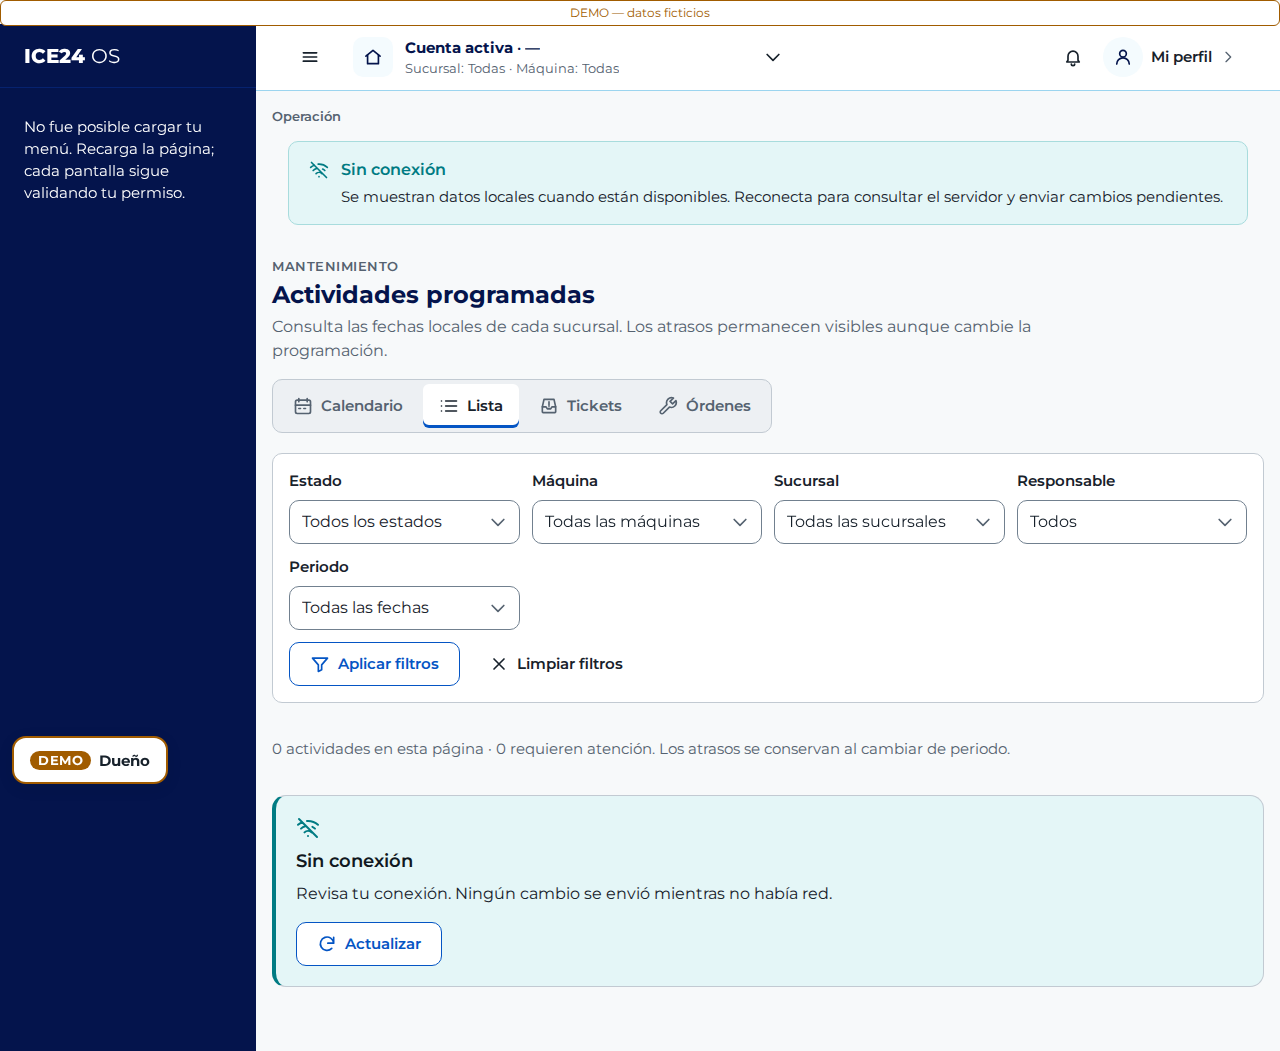 DEMO — datos ficticios
ICE24 OS
Cuenta activa · —
Sucursal: Todas · Máquina: Todas
Mi perfil
No fue posible cargar tu
menú. Recarga la página;
cada pantalla sigue
validando tu permiso.
Operación
Sin conexión
Se muestran datos locales cuando están disponibles. Reconecta para consultar el servidor y enviar cambios pendientes.
MANTENIMIENTO
Actividades programadas
Consulta las fechas locales de cada sucursal. Los atrasos permanecen visibles aunque cambie la
programación.
Calendario Lista Tickets Órdenes
Estado Máquina Sucursal Responsable
Todos los estados Todas las máquinas Todas las sucursales Todos
Periodo
Todas las fechas
Aplicar filtros Limpiar filtros
0 actividades en esta página · 0 requieren atención. Los atrasos se conservan al cambiar de periodo.
DEMO Dueño
Sin conexión
Revisa tu conexión. Ningún cambio se envió mientras no había red.
Actualizar